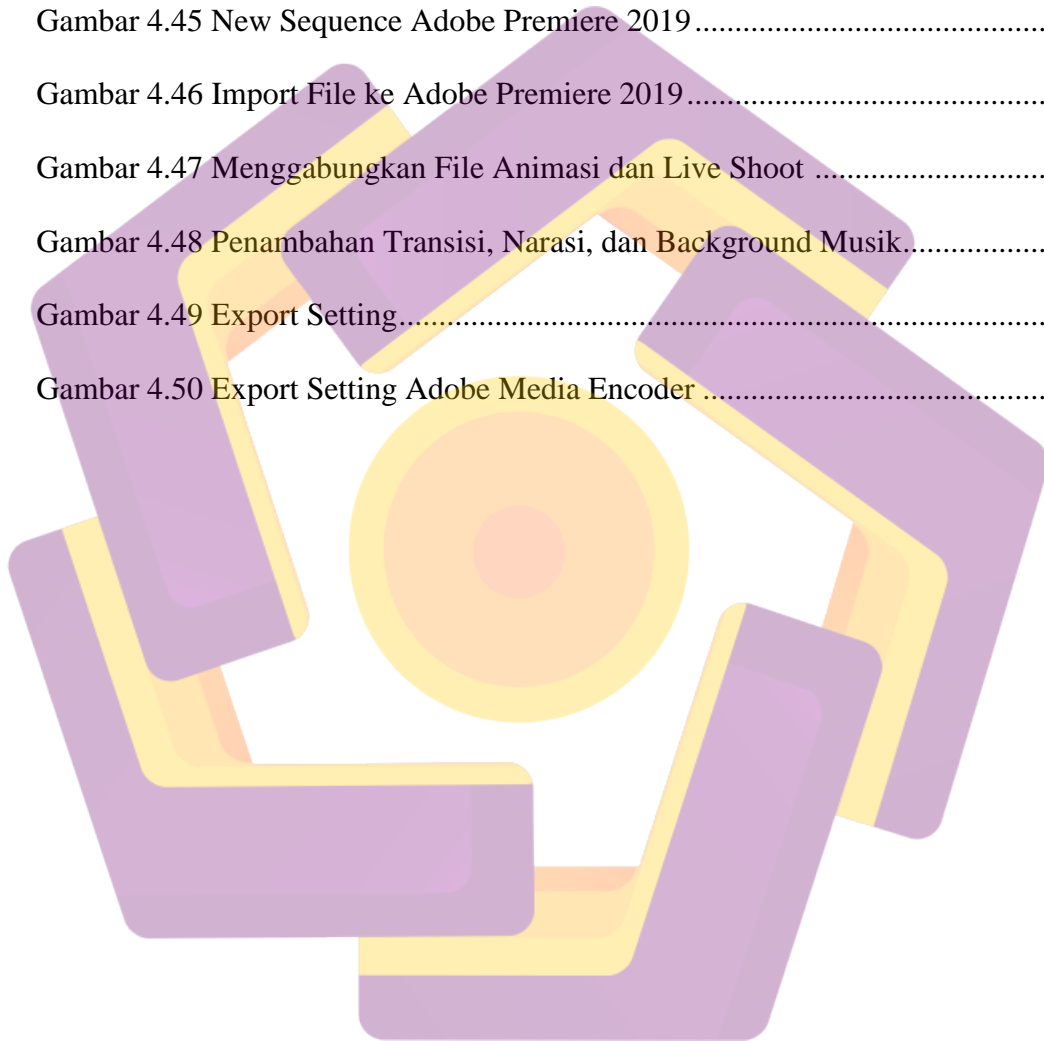 Gambar 4.45 New Sequence Adobe Premiere 2019.......................................
Gambar 4.46 Import File ke Adobe Premiere 2019.........................................
Gambar 4.47 Menggabungkan File Animasi dan Live Shoot ..........................
Gambar 4.48 Penambahan Transisi, Narasi, dan Background Musik................
Gambar 4.49 Export Setting.............................................................................
Gambar 4.50 Export Setting Adobe Media Encoder .......................................